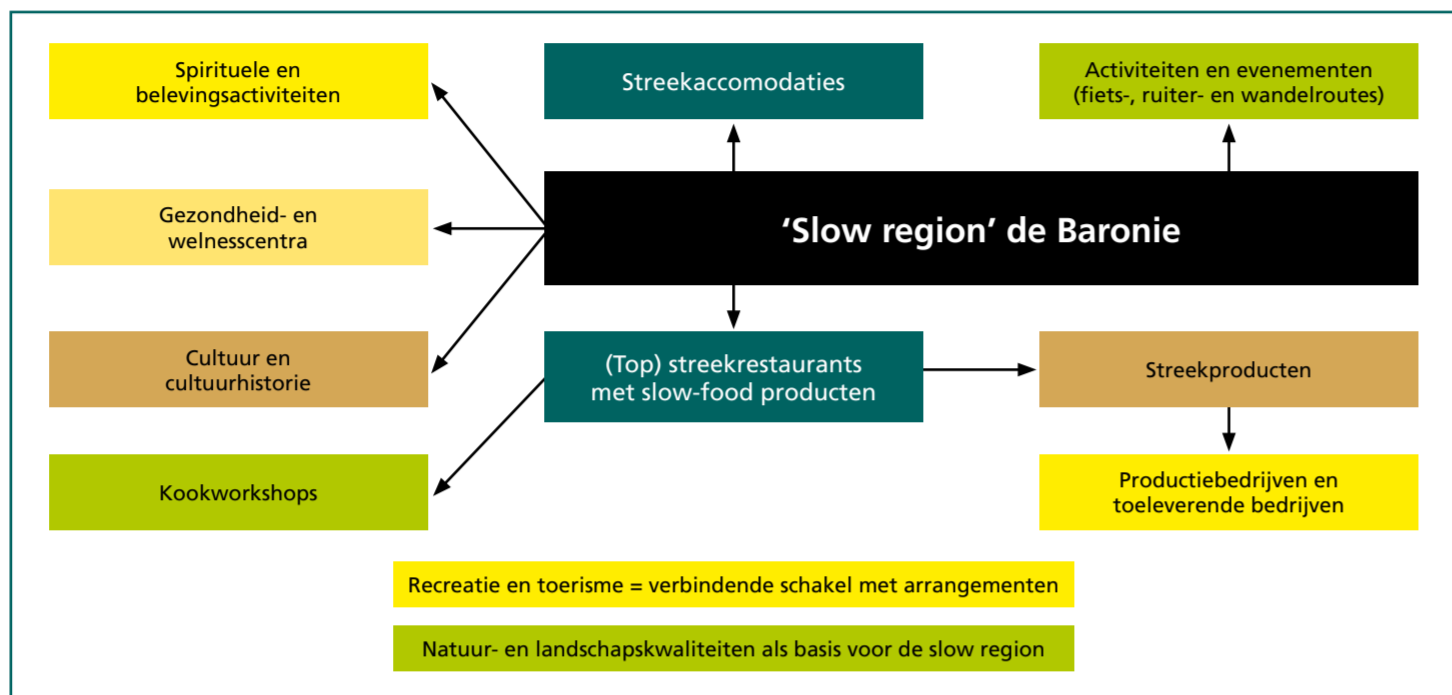 Spirituele en
belevingsactiviteiten
Streekaccomodaties
Activiteiten en evenementen
(fiets-, ruiter- en wandelroutes)
Gezondheid- en
welnesscentra
‘Slow region’ de Baronie
Cultuur en
cultuurhistorie
(Top) streekrestaurants
met slow-food producten
Streekproducten
Kookworkshops
Productiebedrijven en
toeleverende bedrijven
Recreatie en toerisme = verbindende schakel met arrangementen
Natuur- en landschapskwaliteiten als basis voor de slow region